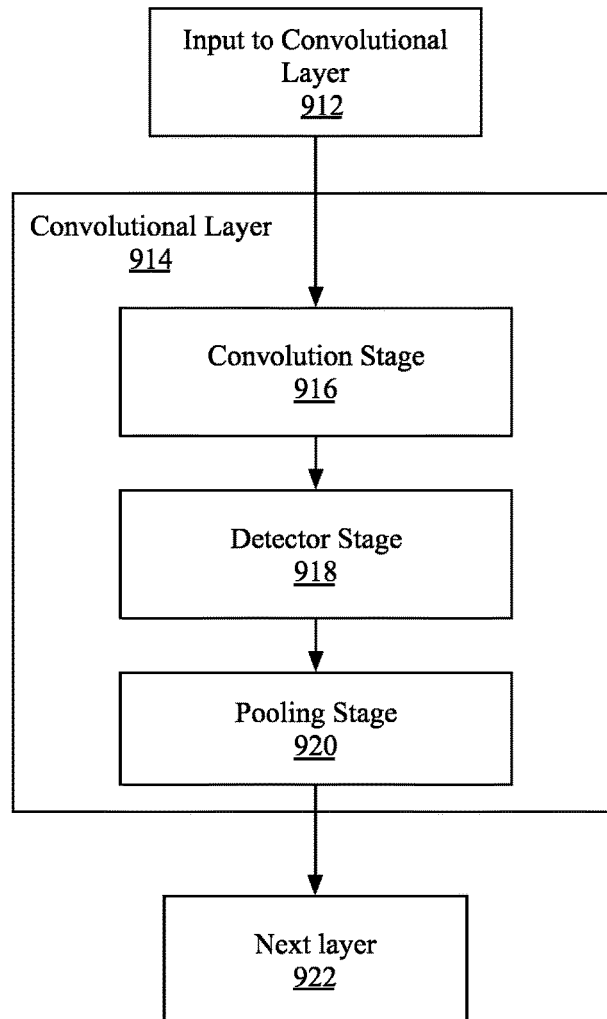 Input to Convolutional
Layer
912
Convolutional Layer
914
Convolution Stage
916
Detector Stage
918
Pooling Stage
920
Next layer
922